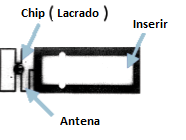 Chip ( Lacrado )
Inserir
Antena